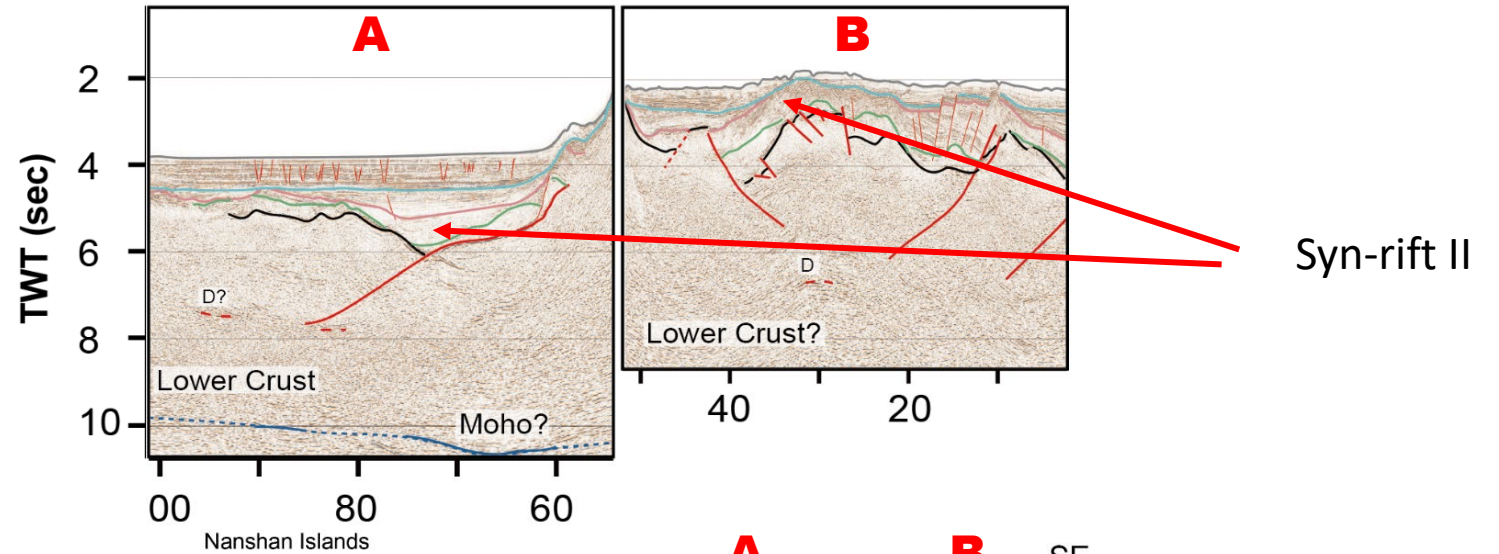 A
B
2
4
6
8
10
TWT (sec)
D?
D
Lower Crust
Moho?
Lower Crust?
Syn-rift II
40
20
00
80
60
Nanshan Islands
A
B
SE